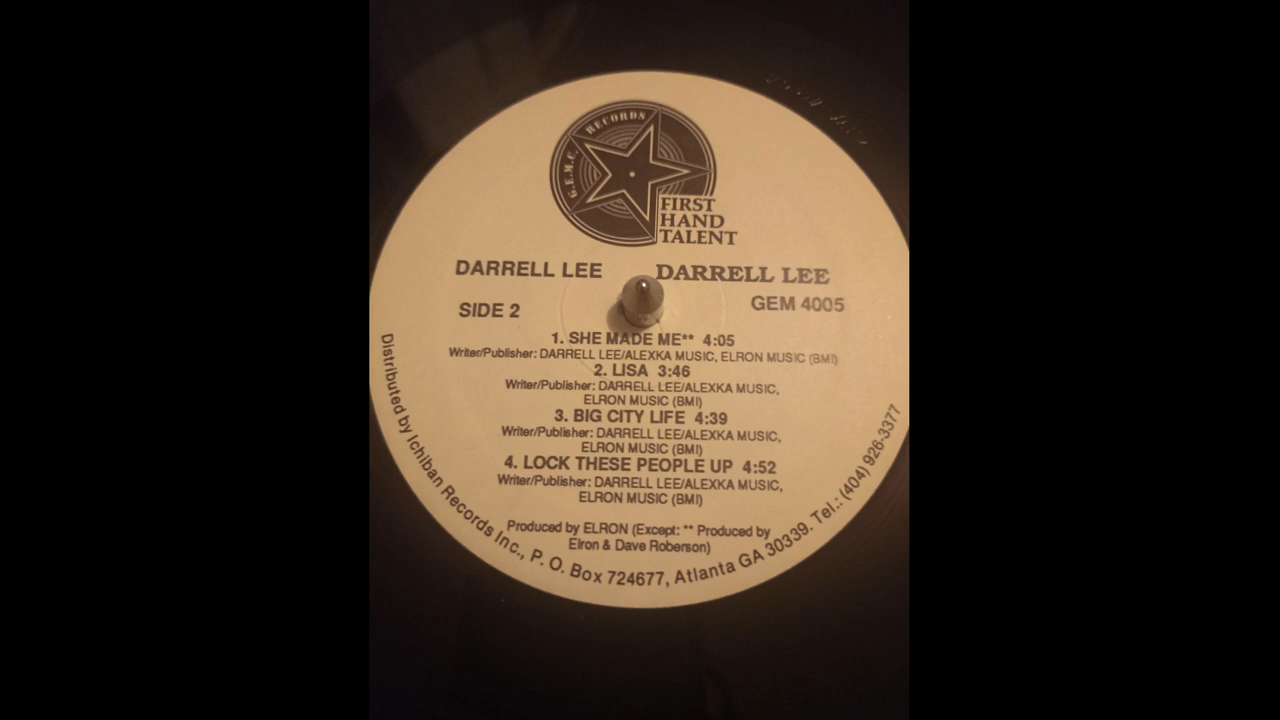 G.E.M.C. RECORDS
FIRST
HAND
TALENT
DARRELL LEE DARRELL LEE
SIDE 2 GEM 4005
1. SHE MADE ME** 4:05
Writer/Publisher: DARRELL LEE/ALEXKA MUSIC, ELRON MUSIC (BMI)
2. LISA 3:46
Writer/Publisher: DARRELL LEE/ALEXKA MUSIC,
ELRON MUSIC (BMI)
3. BIG CITY LIFE 4:39
Writer/Publisher: DARRELL LEE/ALEXKA MUSIC,
ELRON MUSIC (BMI)
4. LOCK THESE PEOPLE UP 4:52
Writer/Publisher: DARRELL LEE/ALEXKA MUSIC,
ELRON MUSIC (BMI)
Produced by ELRON (Except: ** Produced by
Elron & Dave Roberson)
Distributed by Ichiban Records Inc., P. O. Box 724677, Atlanta GA 30339. Tel.: (404) 926-3377